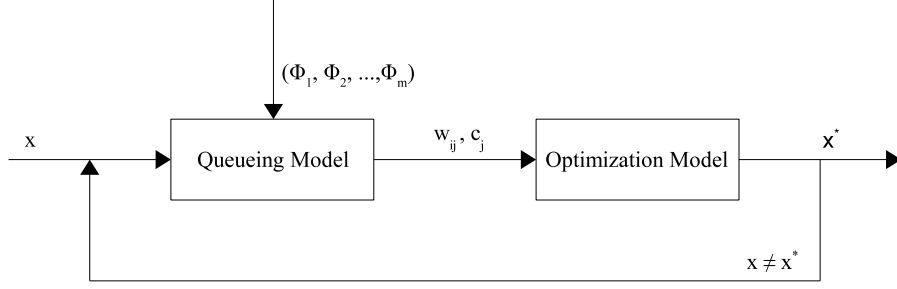 (Φ₁, Φ₂, ...,Φₘ)
x
Queueing Model
wᵢⱼ , cⱼ
Optimization Model
x*
x ≠ x*